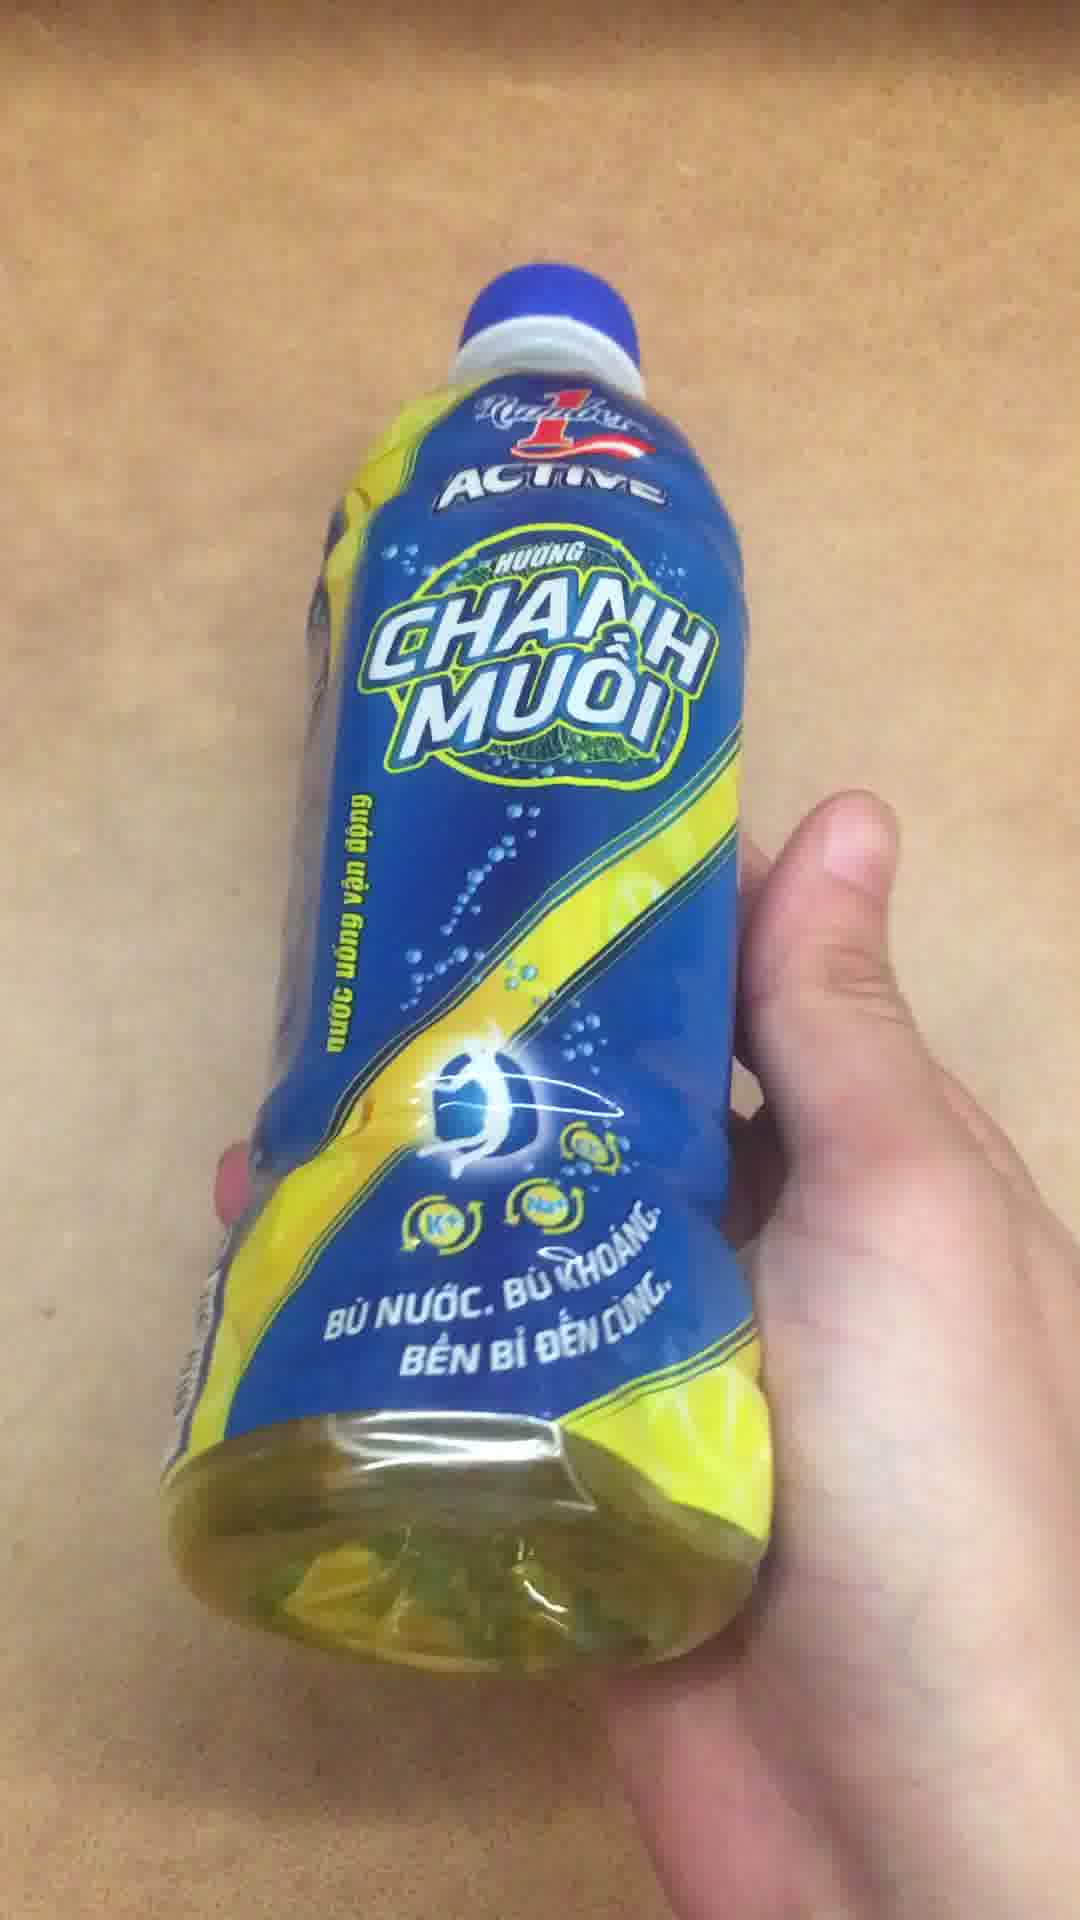 Number 1
ACTIVE
HƯƠNG
CHANH
MUỐI
nước uống vận động
K+
Na+
BÙ NƯỚC. BÙ KHOÁNG.
BỀN BỈ ĐẾN CÙNG.